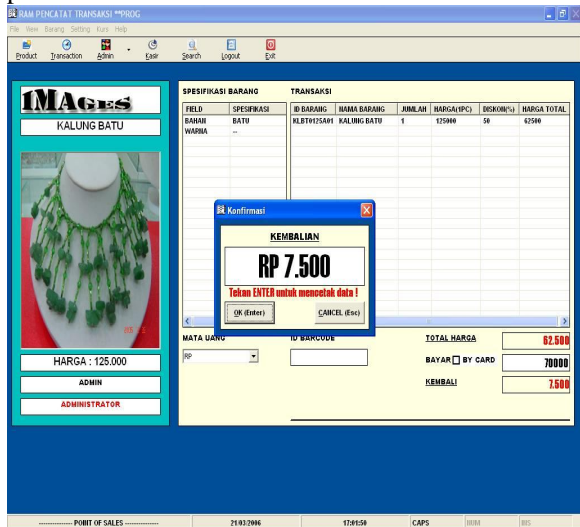 RAM PENCATAT TRANSAKSI **PROG
File View Barang Setting Kurs Help
Product Transaction Admin Kasir Search Logout Exit
IMAGES
KALUNG BATU
HARGA : 125.000
ADMIN
ADMINISTRATOR
SPESIFIKASI BARANG TRANSAKSI
FIELD SPESIFIKASI ID BARANG NAMA BARANG JUMLAH HARGA(1PC) DISKON(%) HARGA TOTAL
BAHAN BATU KLBT0125A01 KALUNG BATU 1 125000 50 62500
WARNA --
Konfirmasi
KEMBALIAN
RP 7.500
Tekan ENTER untuk mencetak data !
OK (Enter) CANCEL (Esc)
MATA UANG ID BARCODE TOTAL HARGA 62.500
RP BAYAR BY CARD 70000
KEMBALI 7.500
--------------- POINT OF SALES --------------- 21/03/2006 17:01:50 CAPS NUM INS